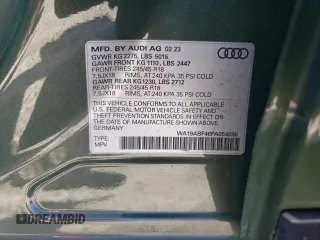 MFD. BY AUDI AG 02 23
GVWR KG 2275, LBS 5015
GAWR FRONT KG 1110, LBS 2447
FRONT-TIRES 245/45 R18
7.5JX18 RIMS, AT 240 KPA 35 PSI COLD
GAWR REAR KG1230, LBS 2712
REAR-TIRES 245/45 R18
7.5JX18 RIMS, AT 240 KPA 35 PSI COLD
THIS VEHICLE CONFORMS TO ALL APPLICABLE
FEDERAL MOTOR VEHICLE SAFETY, BUMPER AND
THEFT PREVENTION STANDARDS IN EFFECT ON THE
DATE OF MANUFACTURE SHOWN ABOVE.
GERMANY
TYPE: MPV
AutoBidMaster